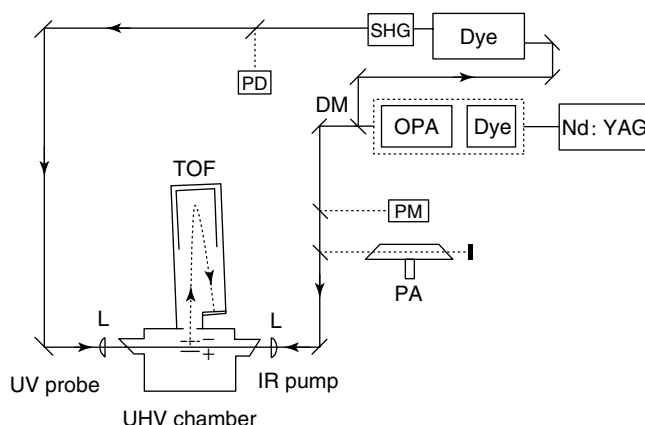 SHG
Dye
PD
DM
OPA
Dye
Nd: YAG
TOF
PM
PA
L
L
UV probe
IR pump
UHV chamber